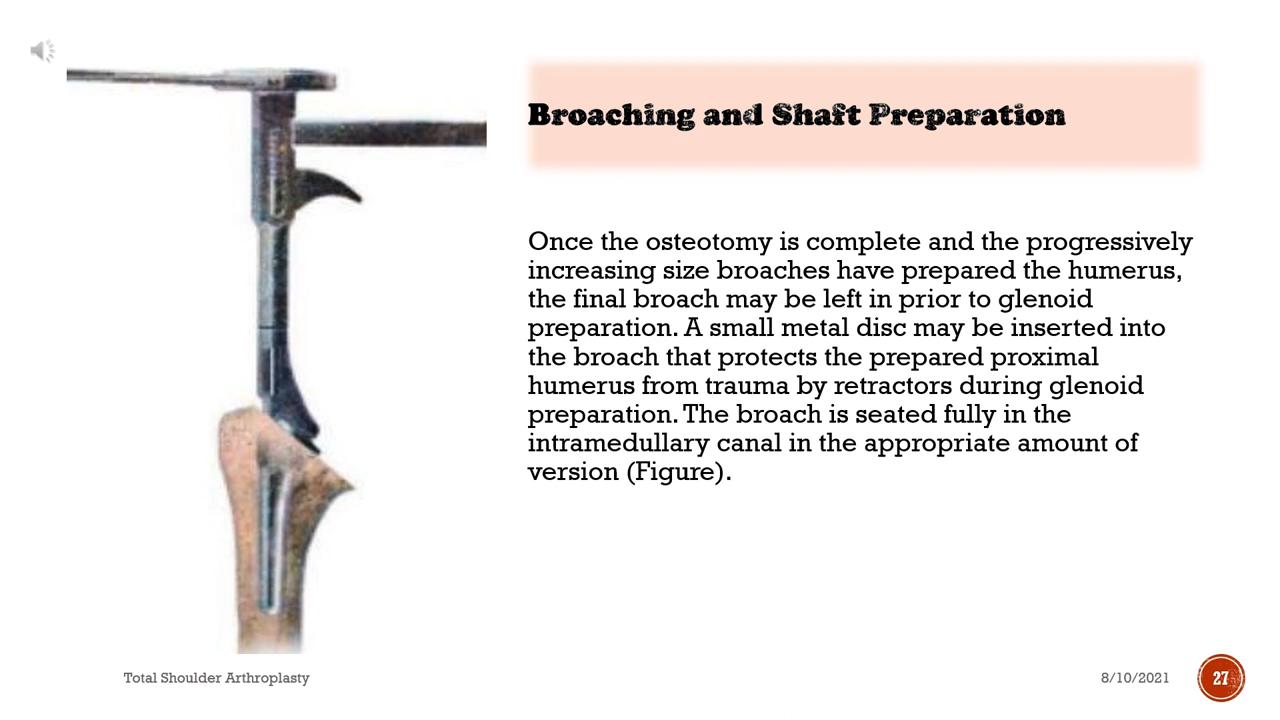 Broaching and Shaft Preparation
Once the osteotomy is complete and the progressively
increasing size broaches have prepared the humerus,
the final broach may be left in prior to glenoid
preparation. A small metal disc may be inserted into
the broach that protects the prepared proximal
humerus from trauma by retractors during glenoid
preparation. The broach is seated fully in the
intramedullary canal in the appropriate amount of
version (Figure).
Total Shoulder Arthroplasty
8/10/2021
27